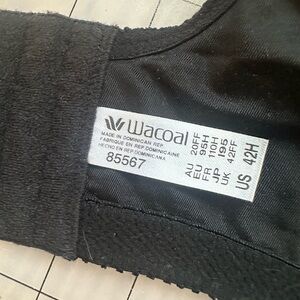 Wacoal
MADE IN DOMINICAN REP.
FABRIQUE EN REP. DOMINICAINE
HECHO EN REP. DOMINICANA
85567
AU 20FF
EU 95H
FR 110H
JP 195
UK 42FF
US 42H